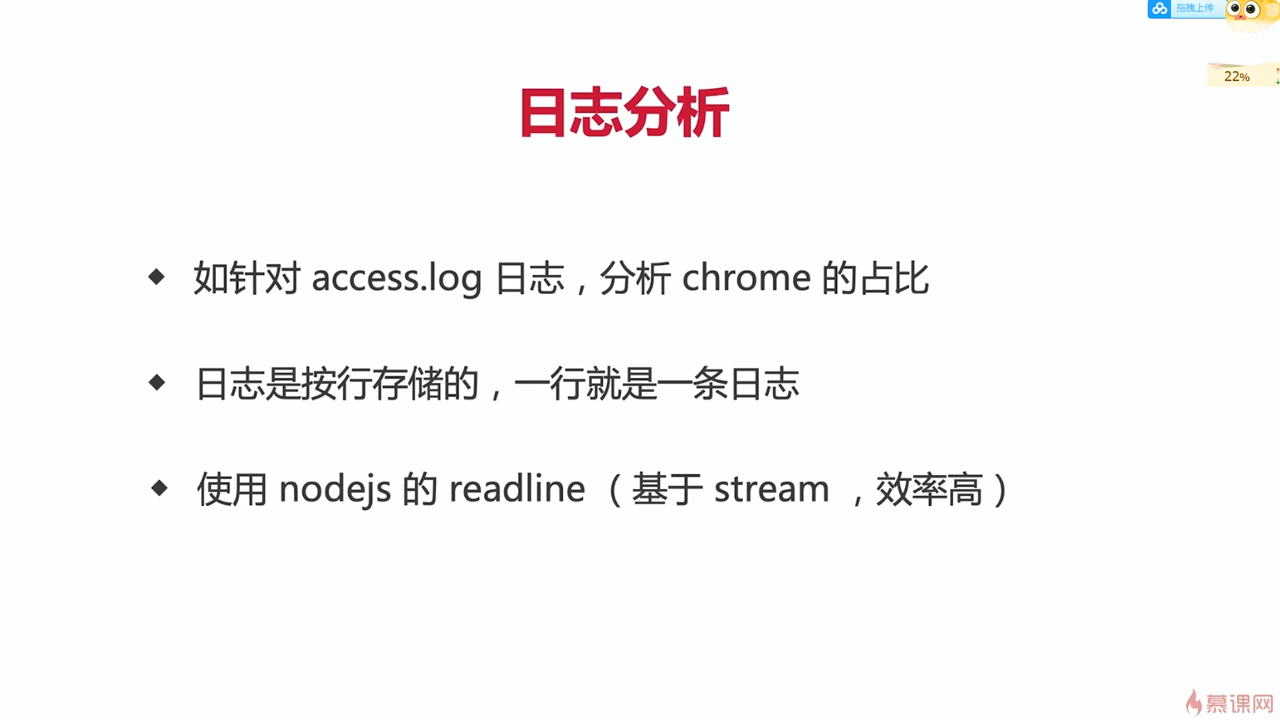 拖拽上传
22%
日志分析
◆ 如针对 access.log 日志，分析 chrome 的占比
◆ 日志是按行存储的，一行就是一条日志
◆ 使用 nodejs 的 readline （基于 stream ，效率高）
慕课网